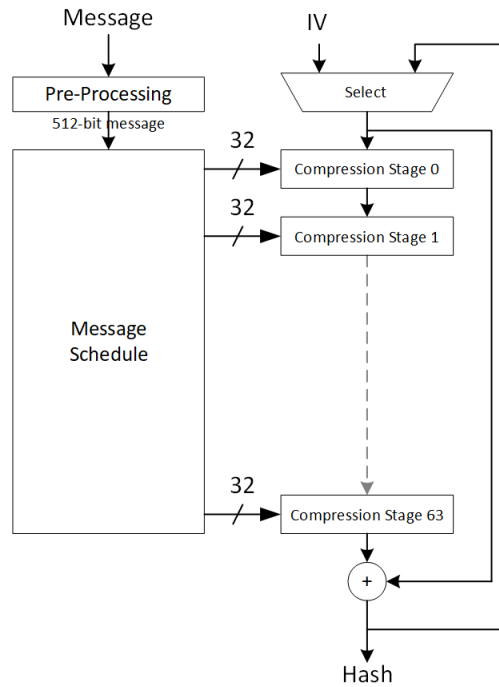 Message
IV
Pre-Processing
Select
512-bit message
32
Compression Stage 0
32
Compression Stage 1
Message
Schedule
32
Compression Stage 63
+
Hash